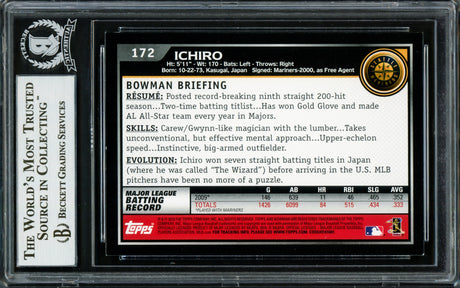 BECKETT
THE WORLD'S MOST TRUSTED
SOURCE IN COLLECTING™
BECKETT GRADING SERVICES
172 ICHIRO
Ht: 5'11" • Wt: 170 • Bats: Left • Throws: Right
Born: 10-22-73, Kasugai, Japan Signed: Mariners-2000, as Free Agent
SEATTLE
BOWMAN BRIEFING
RÉSUMÉ: Posted record-breaking ninth straight 200-hit
season...Two-time batting titlist...Has won Gold Glove and made
AL All-Star team every year in Majors.
SKILLS: Carew/Gwynn-like magician with the lumber...Takes
unconventional, but effective mental approach...Upper-echelon
speed...Instinctive, big-armed outfielder.
EVOLUTION: Ichiro won seven straight batting titles in Japan
(where he was called "The Wizard") before arriving in the U.S. MLB
pitchers have been no more of a puzzle.
MAJOR LEAGUE
BATTING
RECORD
G AB HR RBI SLG AVG
2009* 146 639 11 46 .465 .352
TOTALS 1426 6099 84 515 .434 .333
*PLAYED WITH MARINERS
Topps